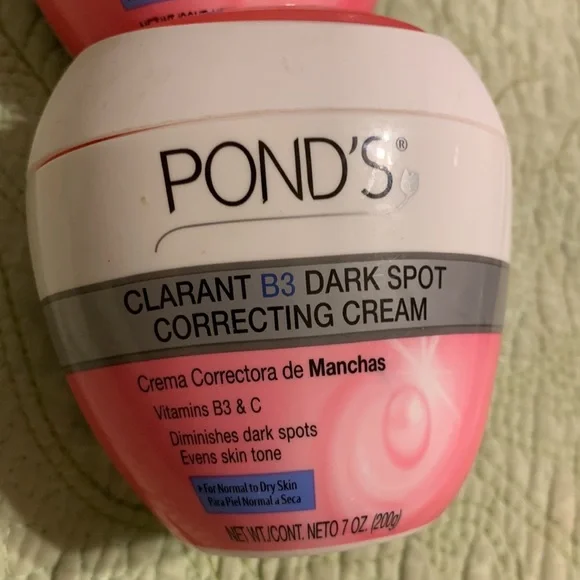 POND'S®
CLARANT B3 DARK SPOT
CORRECTING CREAM
Crema Correctora de Manchas
Vitamins B3 & C
Diminishes dark spots
Evens skin tone
For Normal to Dry Skin
Para Piel Normal a Seca
NET WT./CONT. NETO 7 OZ. (200g)